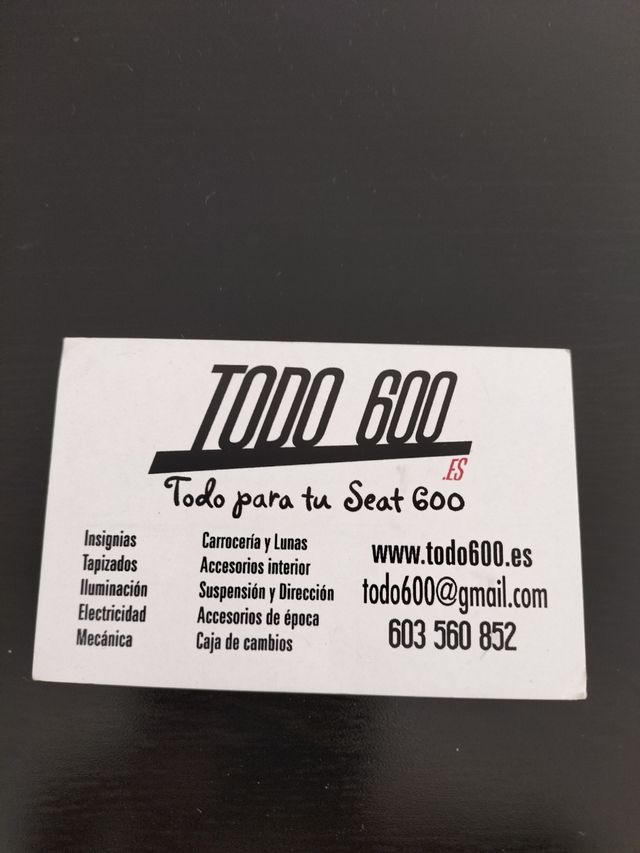 TODO 600
.ES
Todo para tu Seat 600
Insignias
Tapizados
Iluminación
Electricidad
Mecánica
Carrocería y Lunas
Accesorios interior
Suspensión y Dirección
Accesorios de época
Caja de cambios
www.todo600.es
todo600@gmail.com
603 560 852